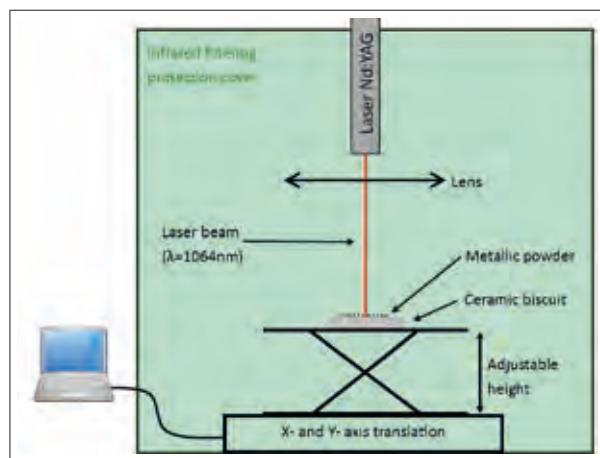 Infrared filtering
protection cover
Laser Nd:YAG
Lens
Laser beam
(λ=1064nm)
Metallic powder
Ceramic biscuit
Adjustable
height
X- and Y- axis translation